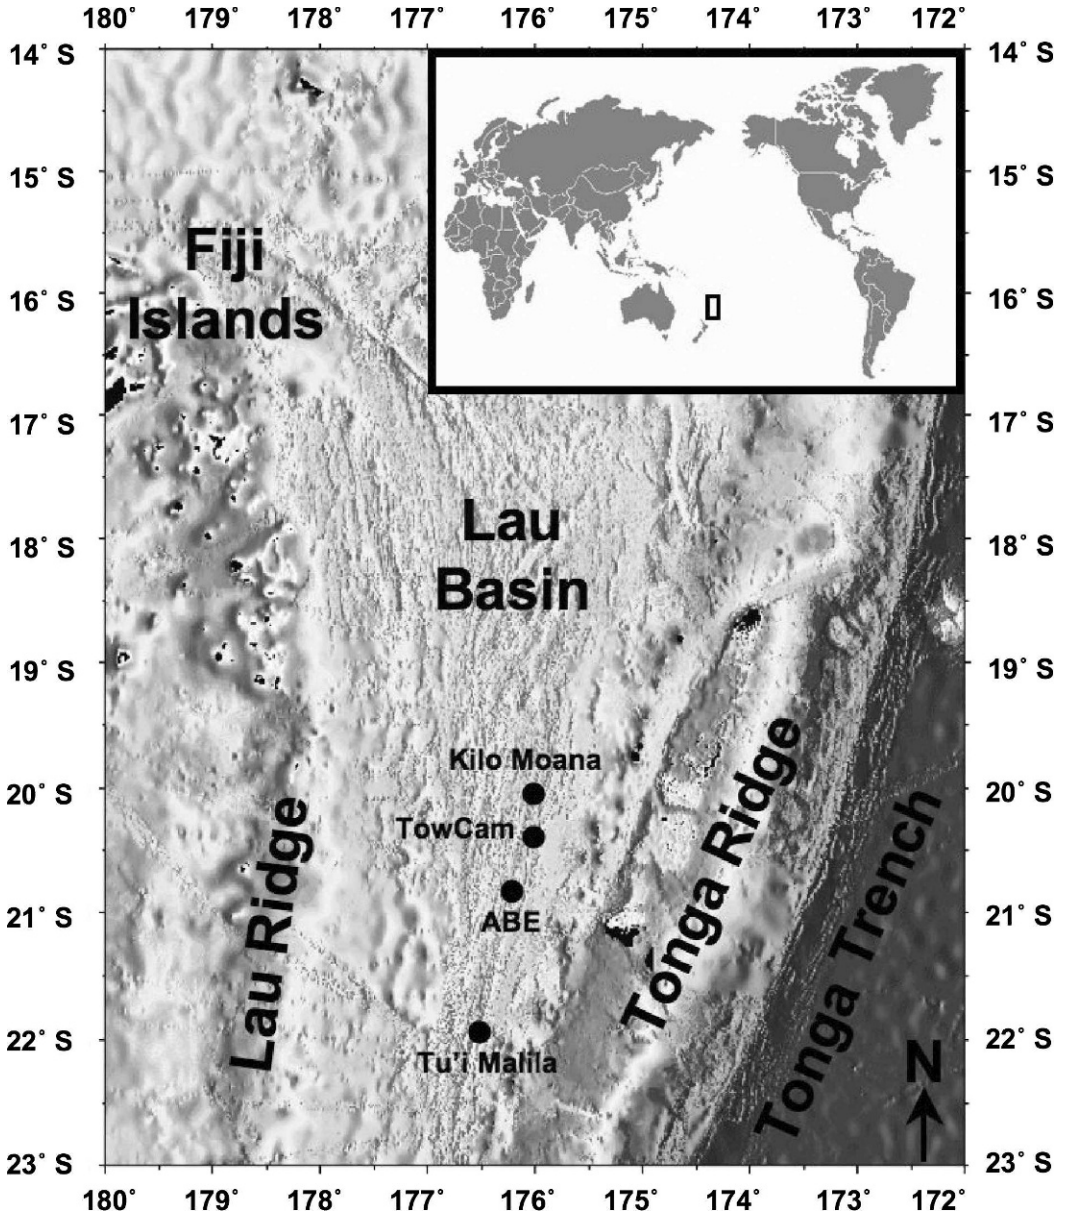 180˚ 179˚ 178˚ 177˚ 176˚ 175˚ 174˚ 173˚ 172˚
14˚ S 14˚ S
15˚ S 15˚ S
Fiji
Islands
16˚ S 16˚ S
17˚ S 17˚ S
Lau
Basin
18˚ S 18˚ S
19˚ S 19˚ S
Kilo Moana
20˚ S 20˚ S
TowCam
ABE
21˚ S 21˚ S
Lau Ridge
Tonga Ridge
Tonga Trench
22˚ S 22˚ S
Tu'i Malila
N
23˚ S 23˚ S
180˚ 179˚ 178˚ 177˚ 176˚ 175˚ 174˚ 173˚ 172˚